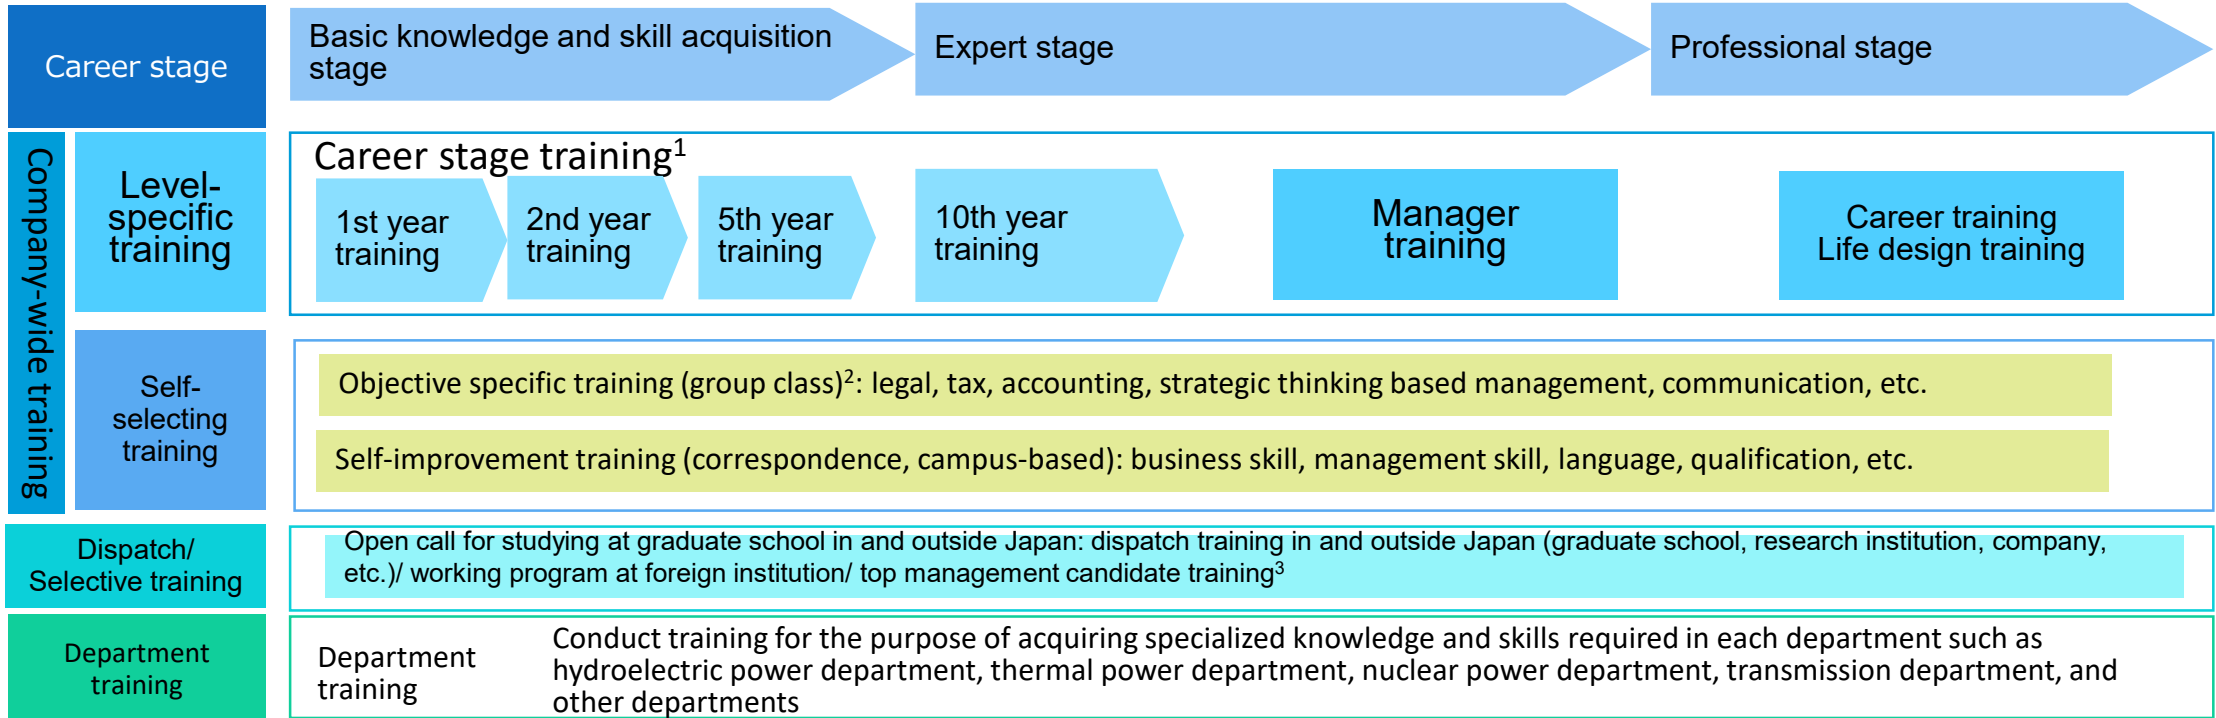 Career stage
Basic knowledge and skill acquisition
stage
Expert stage
Professional stage
Company-wide training
Level-
specific
training
Career stage training¹
1st year
training
2nd year
training
5th year
training
10th year
training
Manager
training
Career training
Life design training
Self-
selecting
training
Objective specific training (group class)²: legal, tax, accounting, strategic thinking based management, communication, etc.
Self-improvement training (correspondence, campus-based): business skill, management skill, language, qualification, etc.
Dispatch/
Selective training
Open call for studying at graduate school in and outside Japan: dispatch training in and outside Japan (graduate school, research institution, company,
etc.)/ working program at foreign institution/ top management candidate training³
Department
training
Department
training
Conduct training for the purpose of acquiring specialized knowledge and skills required in each department such as
hydroelectric power department, thermal power department, nuclear power department, transmission department, and
other departments